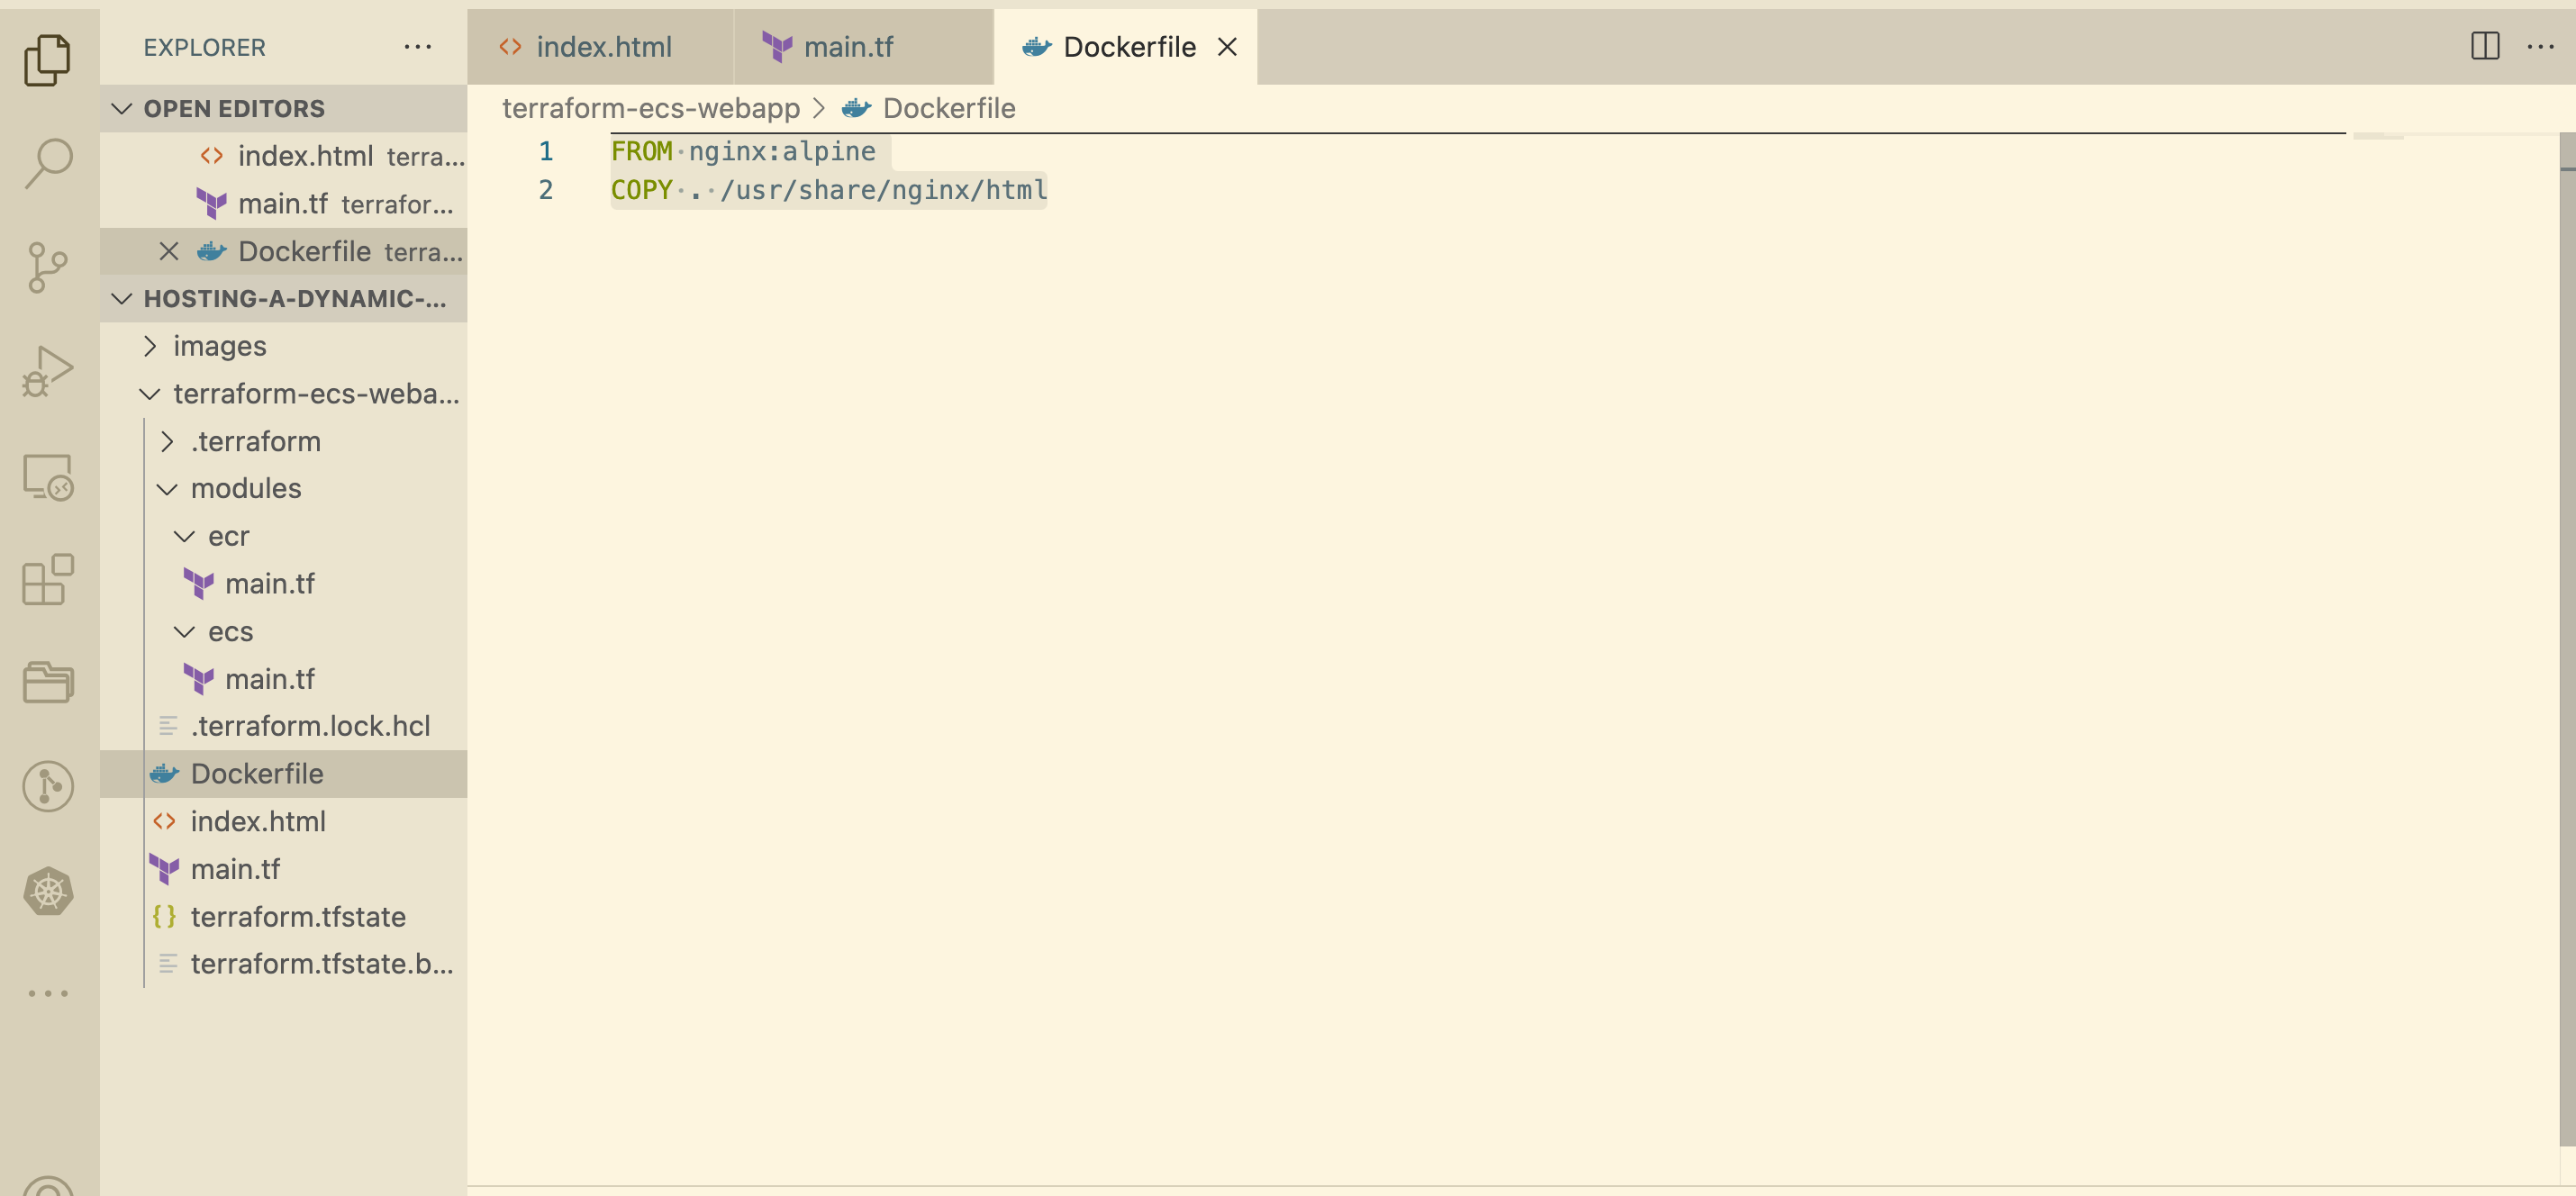 EXPLORER
OPEN EDITORS
index.html terra...
main.tf terrafor...
Dockerfile terra...
HOSTING-A-DYNAMIC-...
images
terraform-ecs-weba...
.terraform
modules
ecr
main.tf
ecs
main.tf
.terraform.lock.hcl
Dockerfile
index.html
main.tf
terraform.tfstate
terraform.tfstate.b...
index.html
main.tf
Dockerfile
terraform-ecs-webapp > Dockerfile
1 FROM nginx:alpine
2 COPY . /usr/share/nginx/html